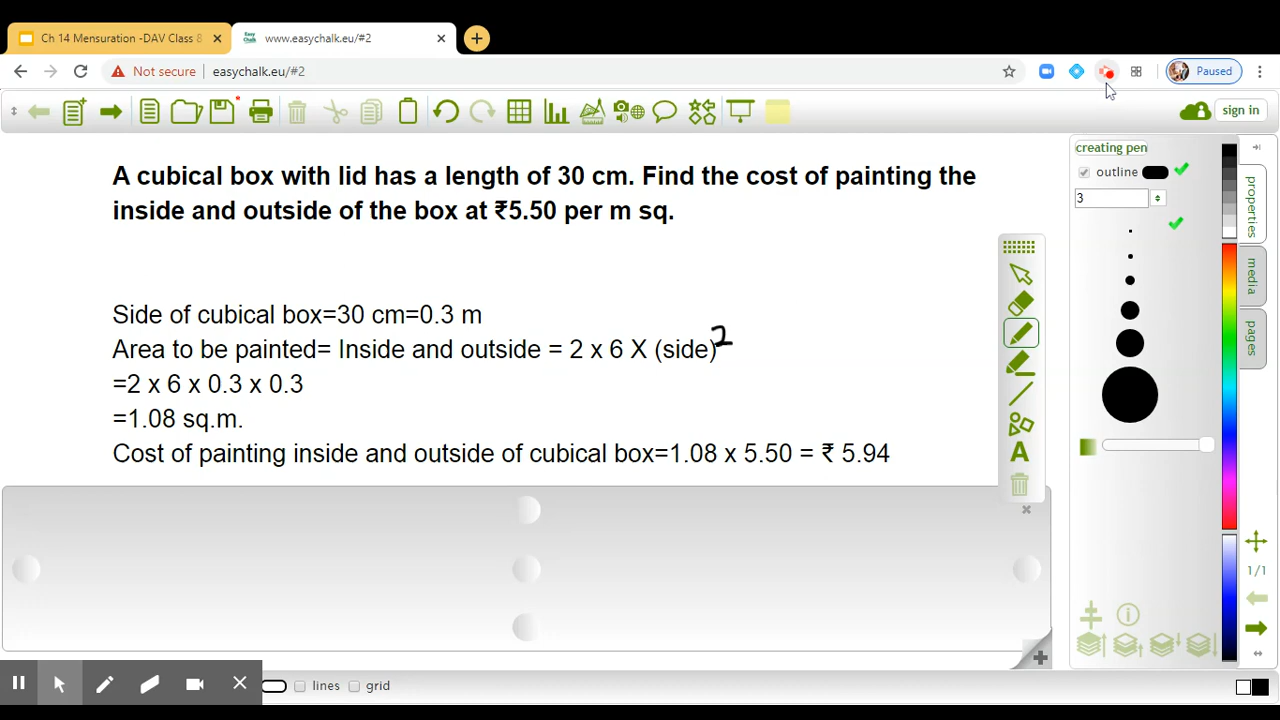 Ch 14 Mensuration -DAV Class 8
www.easychalk.eu/#2
Not secure
easychalk.eu/#2
Paused
sign in
A cubical box with lid has a length of 30 cm. Find the cost of painting the
inside and outside of the box at ₹5.50 per m sq.
Side of cubical box=30 cm=0.3 m
Area to be painted= Inside and outside = 2 x 6 X (side)2
=2 x 6 x 0.3 x 0.3
=1.08 sq.m.
Cost of painting inside and outside of cubical box=1.08 x 5.50 = ₹ 5.94
A
creating pen
outline
3
properties
media
pages
1/1
lines
grid